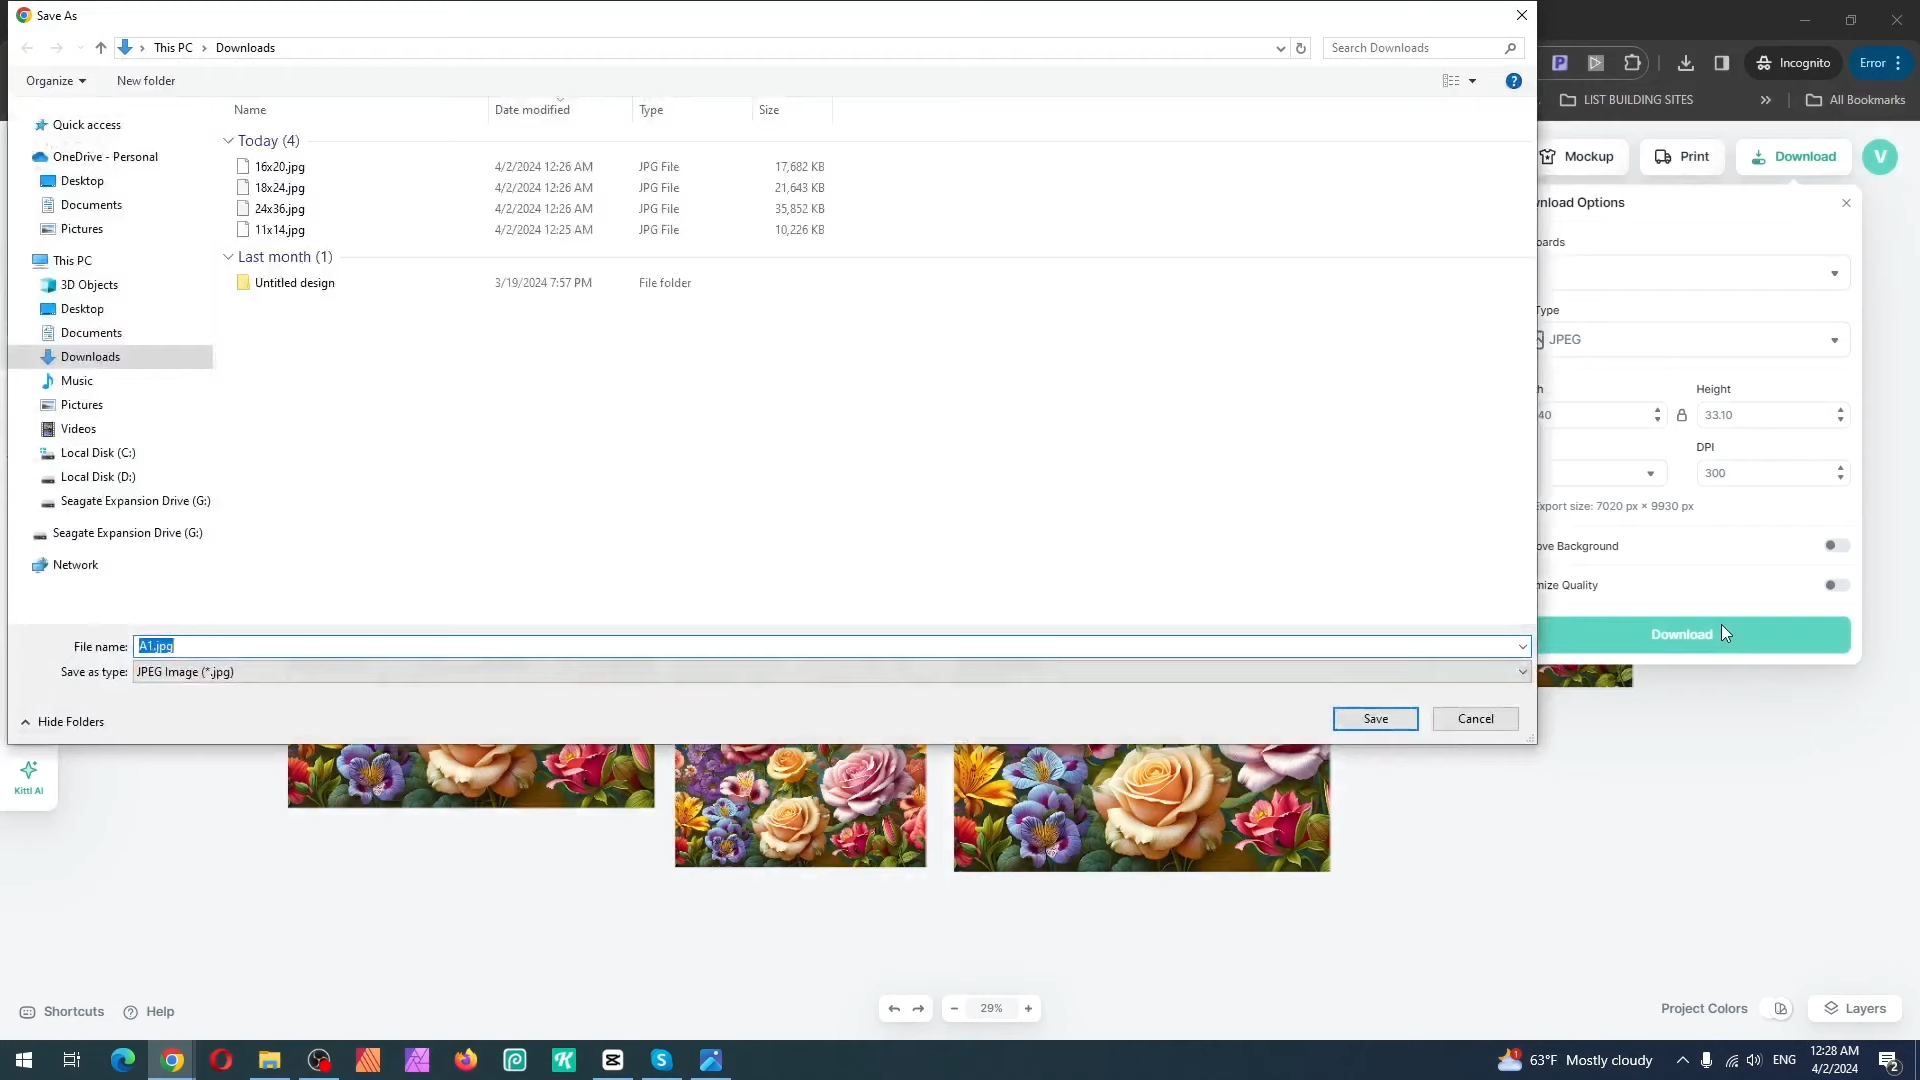 Save As
This PC
Downloads
Search Downloads
Organize
New folder
Name
Date modified
Type
Size
Quick access
OneDrive - Personal
Desktop
Documents
Pictures
This PC
3D Objects
Desktop
Documents
Downloads
Music
Pictures
Videos
Local Disk (C:)
Local Disk (D:)
Seagate Expansion Drive (G:)
Seagate Expansion Drive (G:)
Network
Today (4)
16x20.jpg 4/2/2024 12:26 AM JPG File 17,682 KB
18x24.jpg 4/2/2024 12:26 AM JPG File 21,643 KB
24x36.jpg 4/2/2024 12:26 AM JPG File 35,852 KB
11x14.jpg 4/2/2024 12:25 AM JPG File 10,226 KB
Last month (1)
Untitled design 3/19/2024 7:57 PM File folder
File name: A1.jpg
Save as type: JPEG Image (*.jpg)
Hide Folders
Save
Cancel
Incognito
Error
LIST BUILDING SITES
All Bookmarks
Mockup
Print
Download
V
nload Options
oards
Type
JPEG
h
Height
40
33.10
DPI
300
Export size: 7020 px × 9930 px
ove Background
mize Quality
Download
Kittl AI
Shortcuts
Help
29%
Project Colors
Layers
63°F Mostly cloudy
ENG
12:28 AM
4/2/2024
2